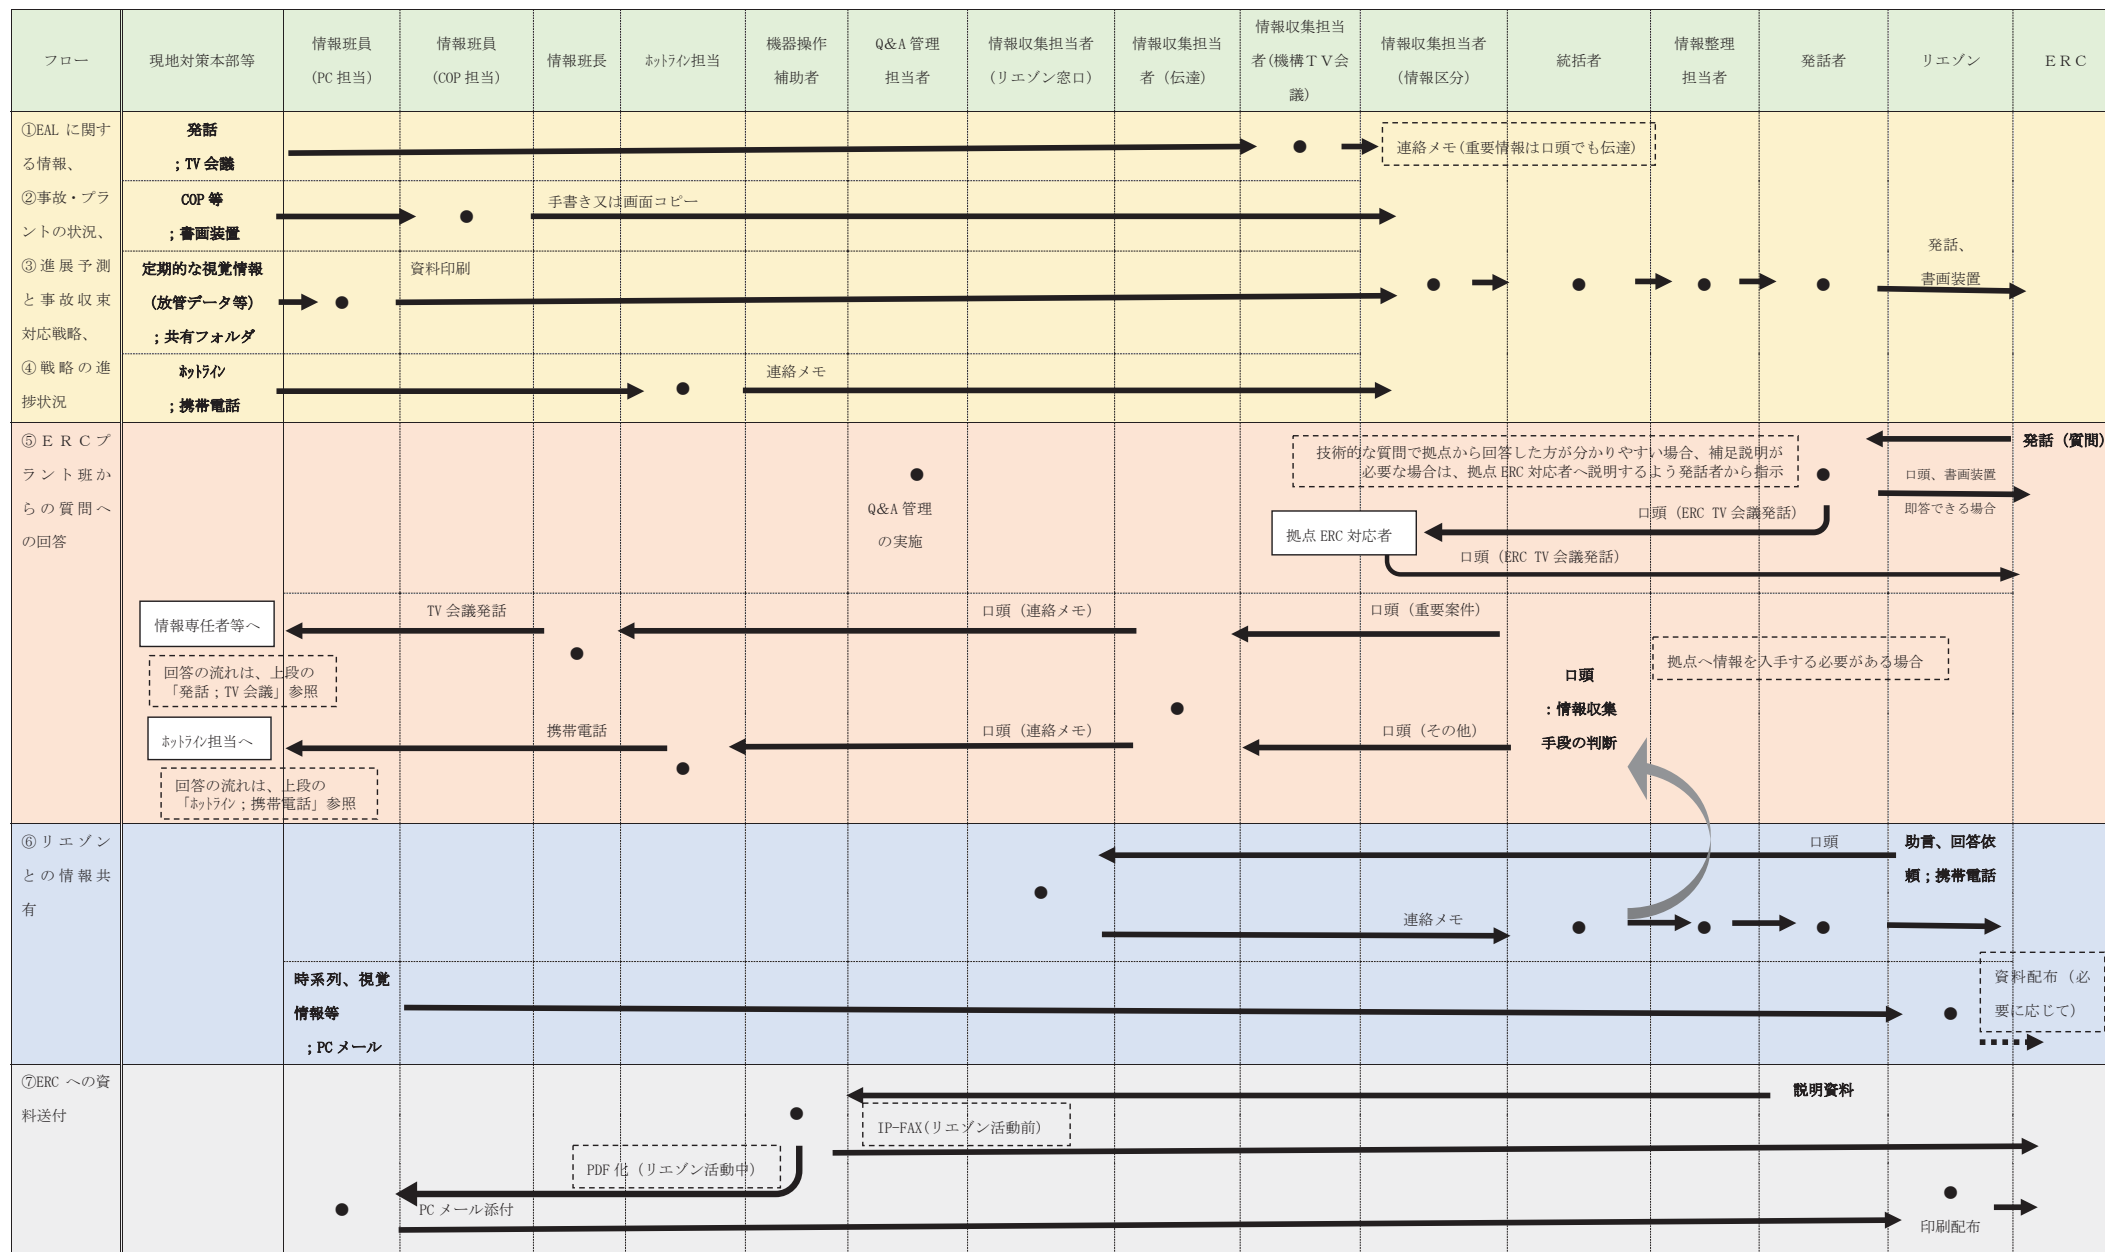 フロー
現地対策本部等
情報班員
(PC 担当)
情報班員
(COP 担当)
情報班長
ﾎｯﾄﾗｲﾝ担当
機器操作
補助者
Q&A 管理
担当者
情報収集担当者
(リエゾン窓口)
情報収集担当
者（伝達）
情報収集担当
者(機構ＴＶ会
議)
情報収集担当者
(情報区分)
統括者
情報整理
担当者
発話者
リエゾン
ＥＲＣ
①EAL に関す
る情報、
②事故・プラ
ントの状況、
③進展予測
と事故収束
対応戦略、
④戦略の進
捗状況
発話
；TV 会議
連絡メモ(重要情報は口頭でも伝達)
COP 等
；書画装置
手書き又は画面コピー
定期的な視覚情報
(放管データ等)
；共有フォルダ
資料印刷
発話、
書画装置
ﾎｯﾄﾗｲﾝ
；携帯電話
連絡メモ
⑤ＥＲＣプ
ラント班か
らの質問へ
の回答
発話（質問）
技術的な質問で拠点から回答した方が分かりやすい場合、補足説明が
必要な場合は、拠点 ERC 対応者へ説明するよう発話者から指示
口頭、書画装置
即答できる場合
Q&A 管理
の実施
口頭（ERC TV 会議発話）
拠点 ERC 対応者
口頭（ERC TV 会議発話）
情報専任者等へ
TV 会議発話
口頭（連絡メモ）
口頭（重要案件）
回答の流れは、上段の
「発話；TV 会議」参照
拠点へ情報を入手する必要がある場合
口頭
：情報収集
手段の判断
ﾎｯﾄﾗｲﾝ担当へ
携帯電話
口頭（連絡メモ）
口頭（その他）
回答の流れは、上段の
「ﾎｯﾄﾗｲﾝ；携帯電話」参照
⑥リエゾン
との情報共
有
口頭
助言、回答依
頼；携帯電話
連絡メモ
時系列、視覚
情報等
；PC メール
資料配布（必
要に応じて）
⑦ERC への資
料送付
説明資料
IP-FAX(リエゾン活動前)
PDF 化（リエゾン活動中）
PC メール添付
印刷配布